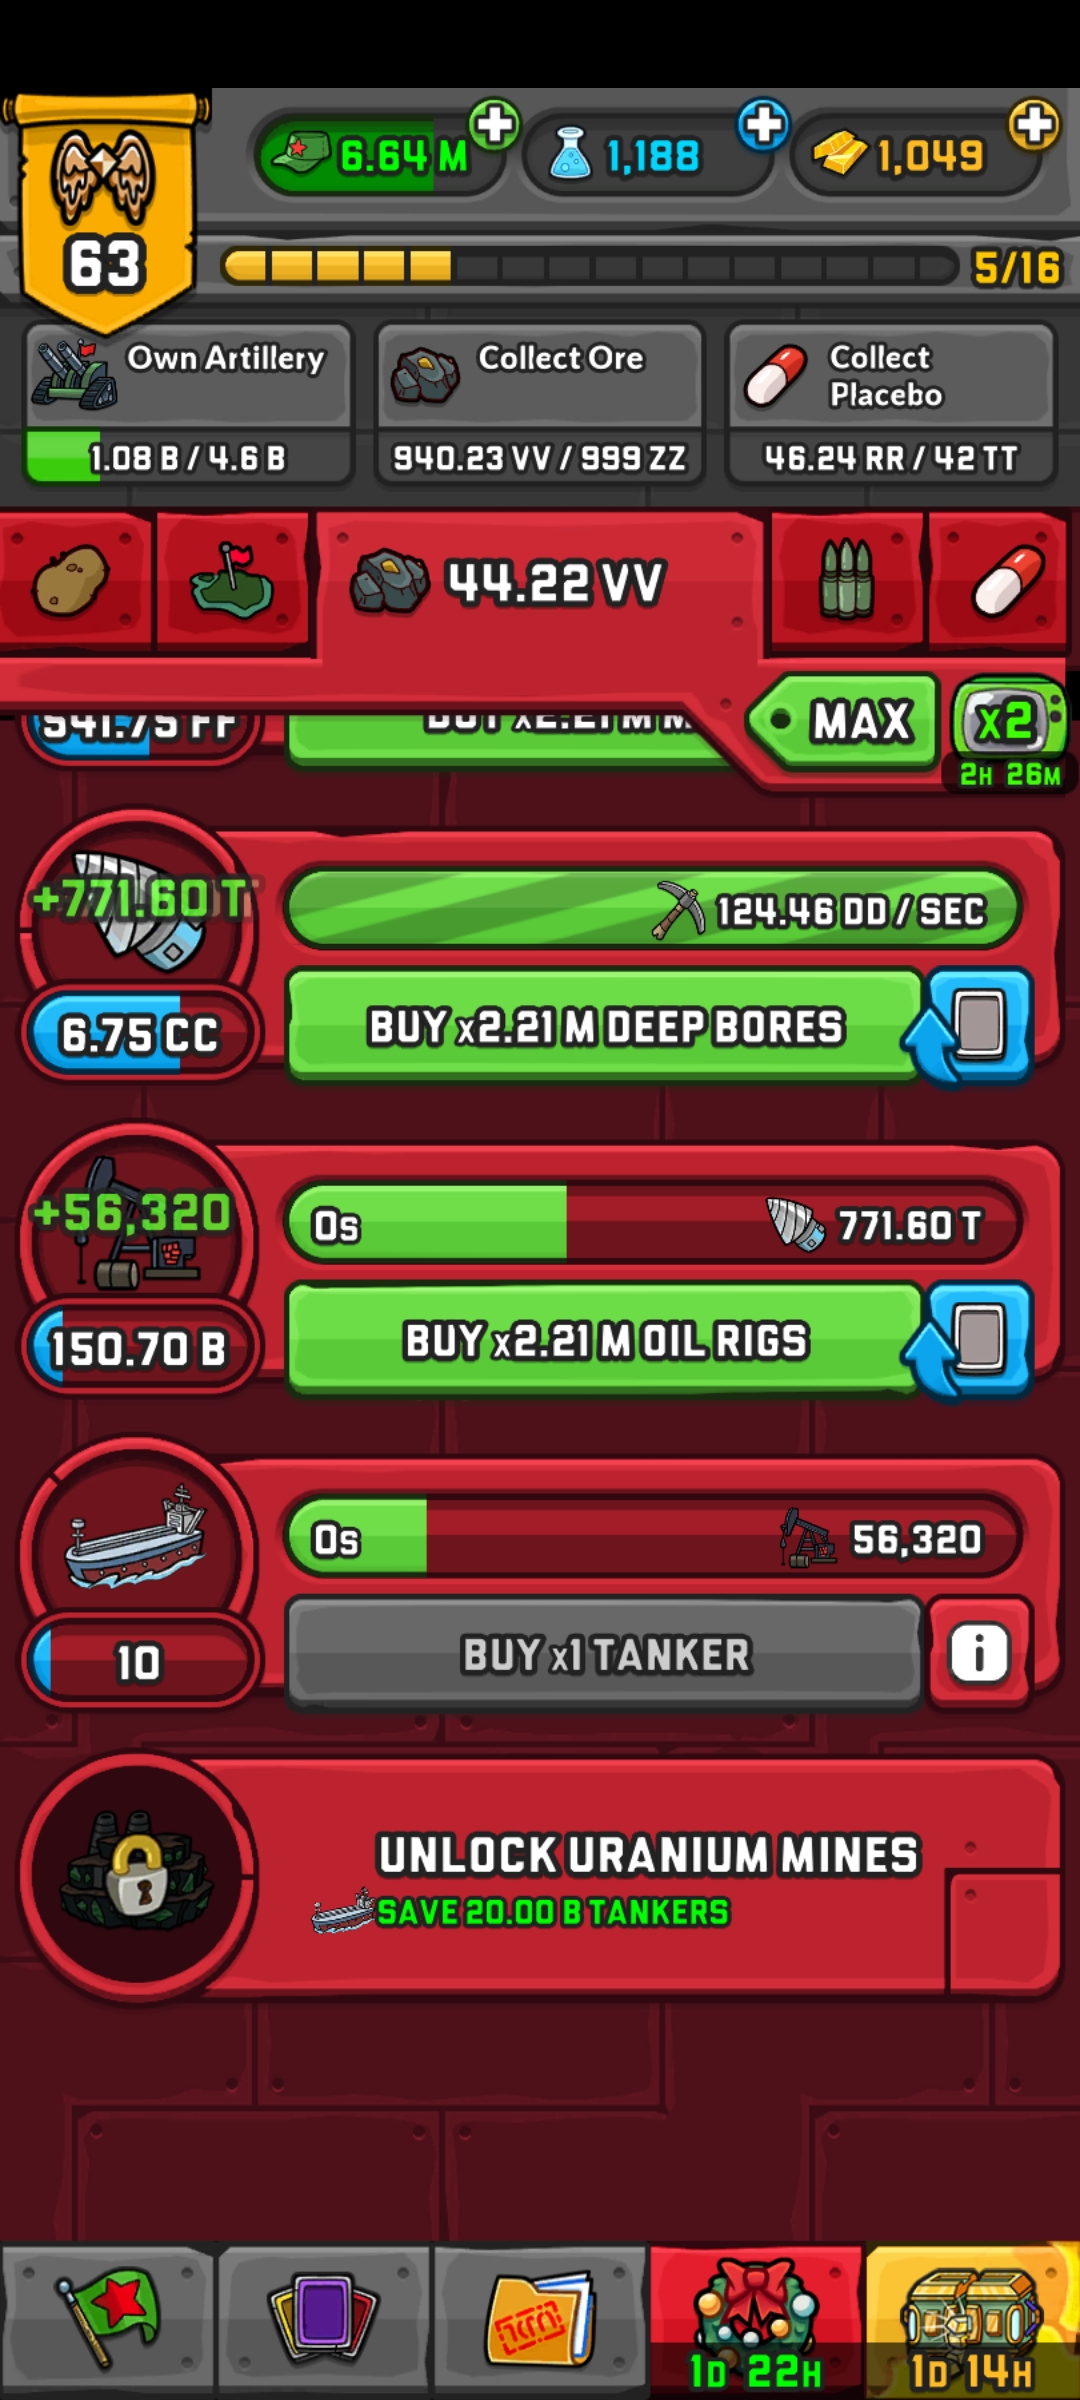 6.64 M
1,188
1,049
63
5/16
Own Artillery
1.08 B / 4.6 B
Collect Ore
940.23 VV / 999 ZZ
Collect
Placebo
46.24 RR / 42 TT
44.22 VV
541.75 FF
BUY x2.21 M M
MAX
x2
2H 26M
+771.60 T
124.46 DD / SEC
6.75 CC
BUY x2.21 M DEEP BORES
+56,320
0s
771.60 T
150.70 B
BUY x2.21 M OIL RIGS
0s
56,320
10
BUY x1 TANKER
i
UNLOCK URANIUM MINES
SAVE 20.00 B TANKERS
1D 22H
1D 14H